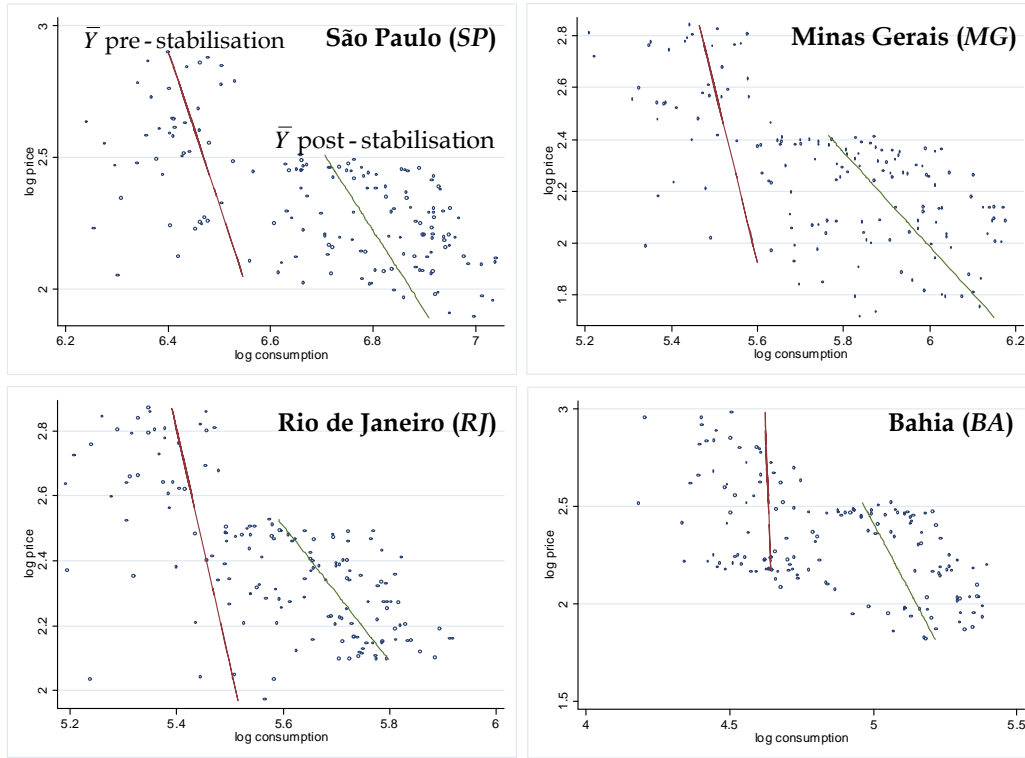 São Paulo (SP)
Ȳ pre-stabilisation
Ȳ post-stabilisation
log price
3
2.5
2
6.2 6.4 6.6 6.8 7
log consumption
Minas Gerais (MG)
log price
2.8
2.6
2.4
2.2
2
1.8
5.2 5.4 5.6 5.8 6 6.2
log consumption
Rio de Janeiro (RJ)
log price
2.8
2.6
2.4
2.2
2
5.2 5.4 5.6 5.8 6
log consumption
Bahia (BA)
log price
3
2.5
2
1.5
4 4.5 5 5.5
log consumption